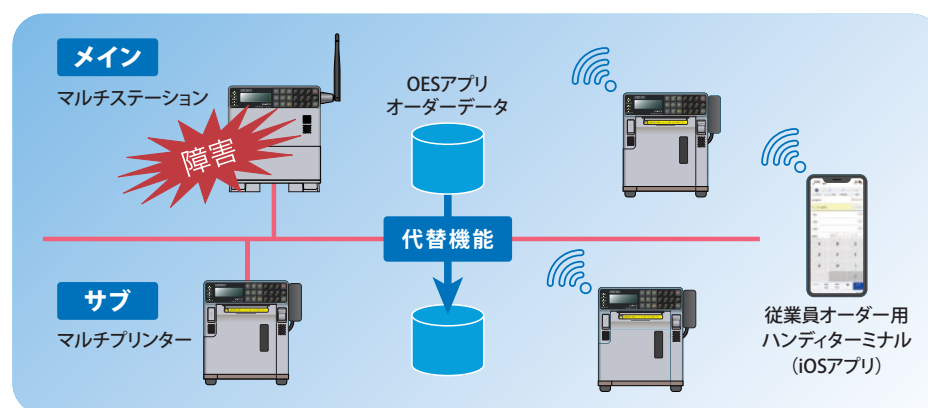 メイン
マルチステーション
障害
OESアプリ
オーダーデータ
代替機能
サブ
マルチプリンター
従業員オーダー用
ハンディターミナル
（iOSアプリ）